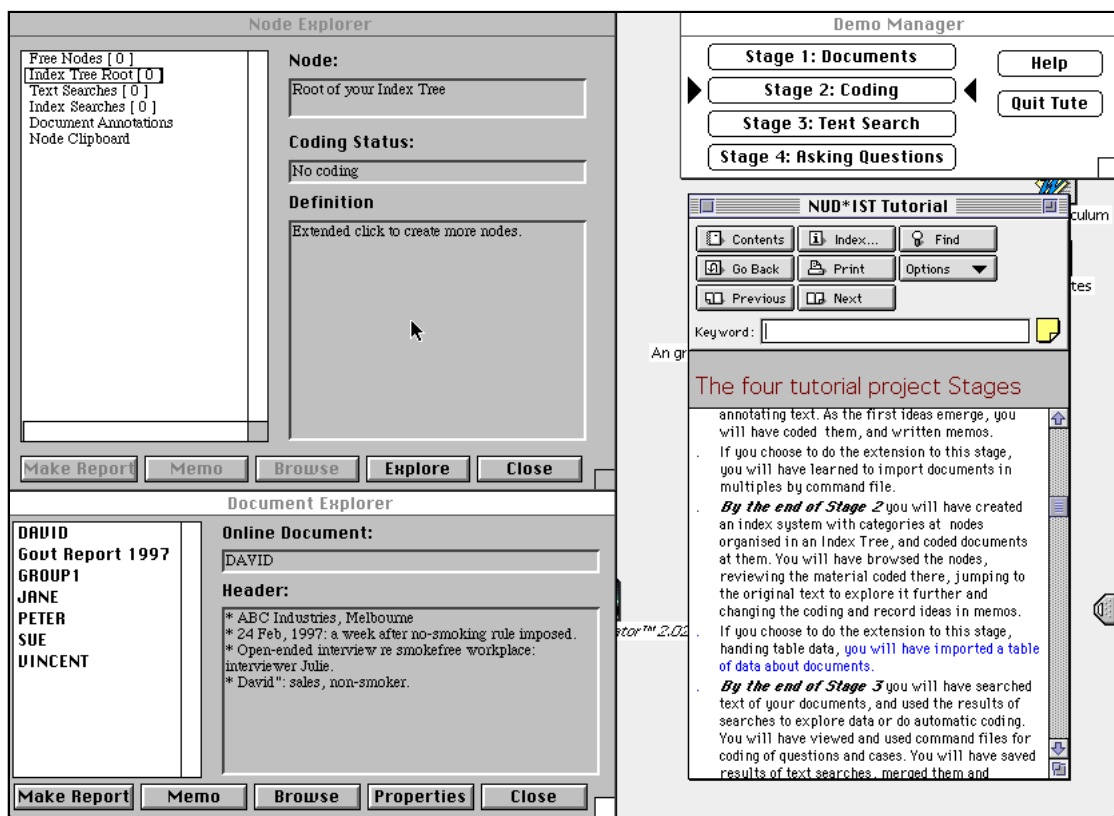 Node Explorer
Free Nodes [ 0 ]
Index Tree Root [ 0 ]
Text Searches [ 0 ]
Index Searches [ 0 ]
Document Annotations
Node Clipboard
Node:
Root of your Index Tree
Coding Status:
No coding
Definition
Extended click to create more nodes.
Make Report
Memo
Browse
Explore
Close
Document Explorer
DAVID
Govt Report 1997
GROUP1
JANE
PETER
SUE
VINCENT
Online Document:
DAVID
Header:
* ABC Industries, Melbourne
* 24 Feb, 1997: a week after no-smoking rule imposed.
* Open-ended interview re smokefree workplace:
interviewer Julie.
* David": sales, non-smoker.
Make Report
Memo
Browse
Properties
Close
Demo Manager
Stage 1: Documents
Stage 2: Coding
Stage 3: Text Search
Stage 4: Asking Questions
Help
Quit Tute
culum
tes
An gr
ator™ 2.02
NUD*IST Tutorial
Contents
Index...
Find
Go Back
Print
Options
Previous
Next
Keyword:
The four tutorial project Stages
annotating text. As the first ideas emerge, you
will have coded them, and written memos.
. If you choose to do the extension to this stage,
you will have learned to import documents in
multiples by command file.
. By the end of Stage 2 you will have created
an index system with categories at nodes
organised in an Index Tree, and coded documents
at them. You will have browsed the nodes,
reviewing the material coded there, jumping to
the original text to explore it further and
changing the coding and record ideas in memos.
. If you choose to do the extension to this stage,
handing table data, you will have imported a table
of data about documents.
. By the end of Stage 3 you will have searched
text of your documents, and used the results of
searches to explore data or do automatic coding.
You will have viewed and used command files for
coding of questions and cases. You will have saved
results of text searches, merged them and